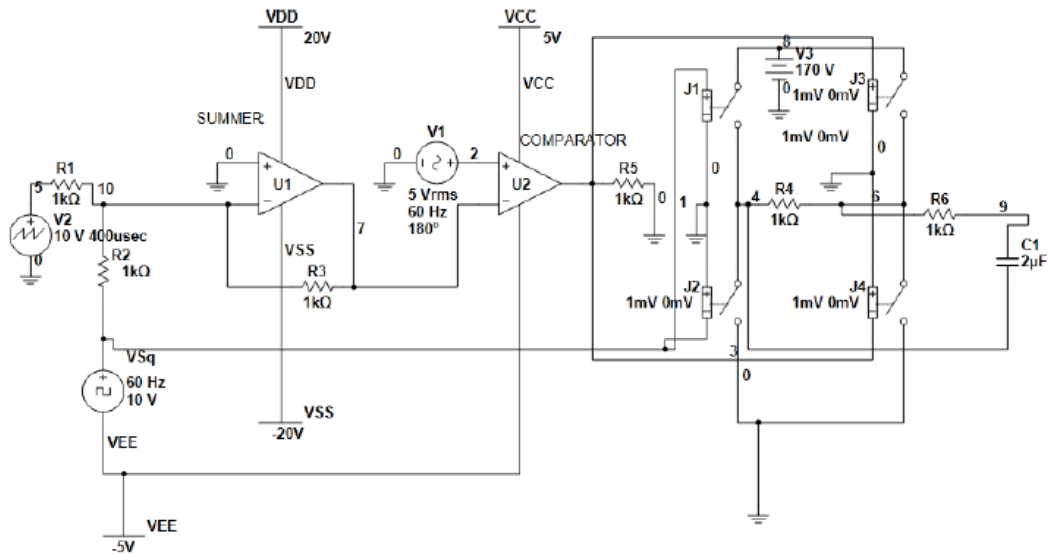 VDD
20V
VDD
VCC
5V
VCC
SUMMER
COMPARATOR
V1
0
2
5 Vrms
60 Hz
180°
0
U1
U2
5
R1
1kΩ
10
V2
10 V 400usec
0
R2
1kΩ
7
VSS
R3
1kΩ
R5
1kΩ
0
1
8
V3
170 V
0
J1
1mV 0mV
J3
1mV 0mV
0
0
4
R4
1kΩ
6
R6
1kΩ
9
C1
2µF
J2
1mV 0mV
J4
1mV 0mV
3
0
VSq
60 Hz
10 V
VSS
-20V
VEE
VEE
-5V